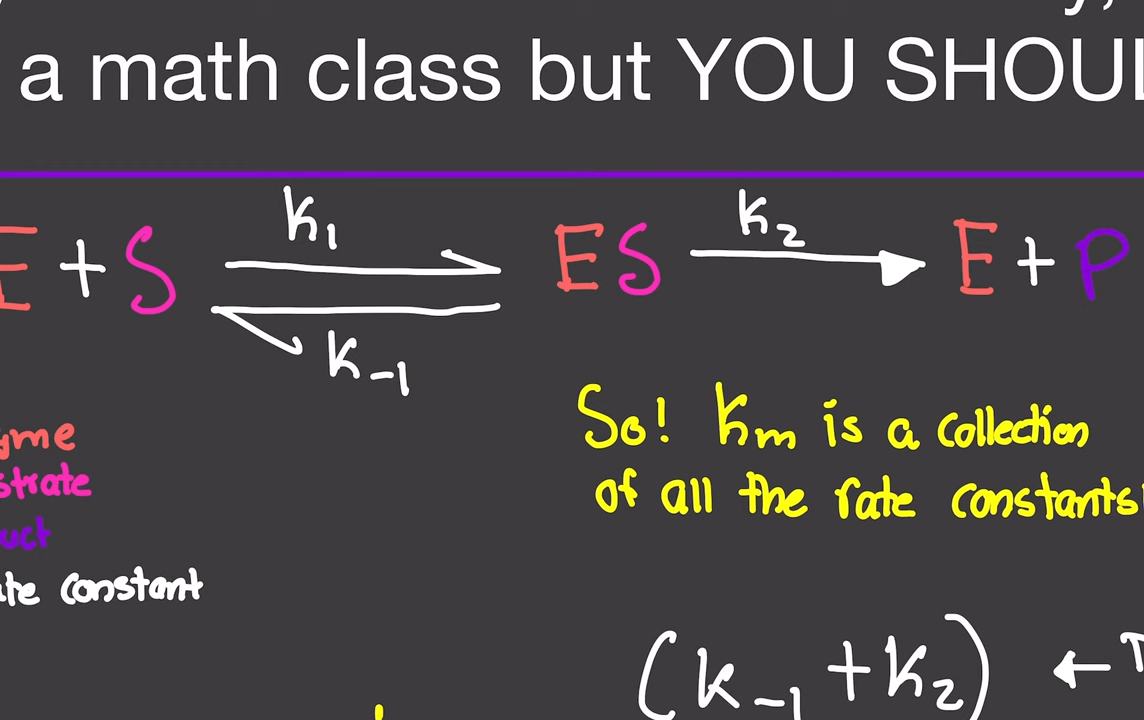 a math class but YOU SHOUL
k₁
E + S ES k₂ E + P
k₋₁
So! Km is a collection
of all the rate constants
yme
strate
uct
te constant
(k₋₁ + k₂) ←